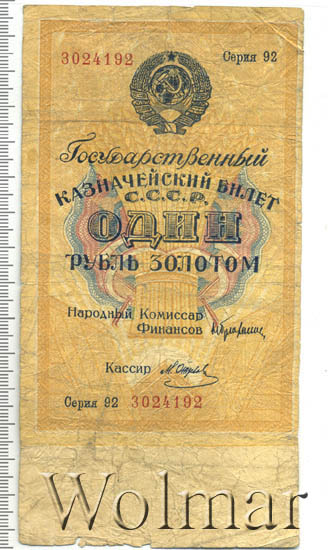 3024192 Серия 92
Государственный
КАЗНАЧЕЙСКИЙ БИЛЕТ
С.С.С.Р.
ОДИН
РУБЛЬ ЗОЛОТОМ
Народный Комиссар
Финансов
Кассир
Серия 92 3024192
Wolmar